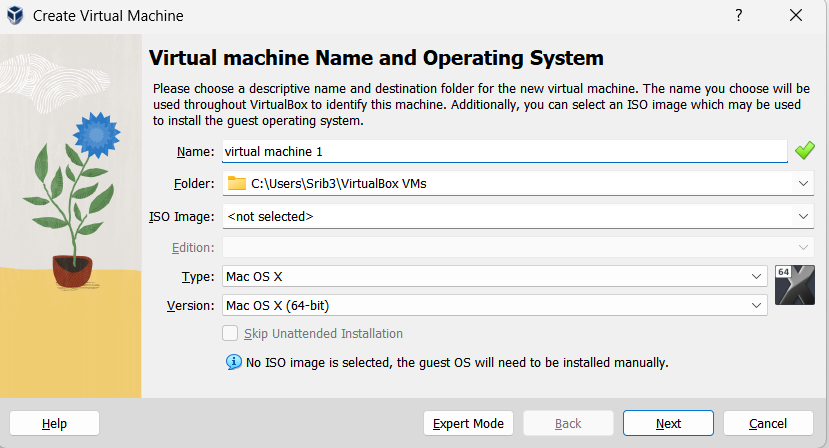 Create Virtual Machine
?
Virtual machine Name and Operating System
Please choose a descriptive name and destination folder for the new virtual machine. The name you choose will be
used throughout VirtualBox to identify this machine. Additionally, you can select an ISO image which may be used
to install the guest operating system.
Name: virtual machine 1
Folder: C:\Users\Srib3\VirtualBox VMs
ISO Image: <not selected>
Edition:
Type: Mac OS X
64
Version: Mac OS X (64-bit)
Skip Unattended Installation
No ISO image is selected, the guest OS will need to be installed manually.
Help Expert Mode Back Next Cancel